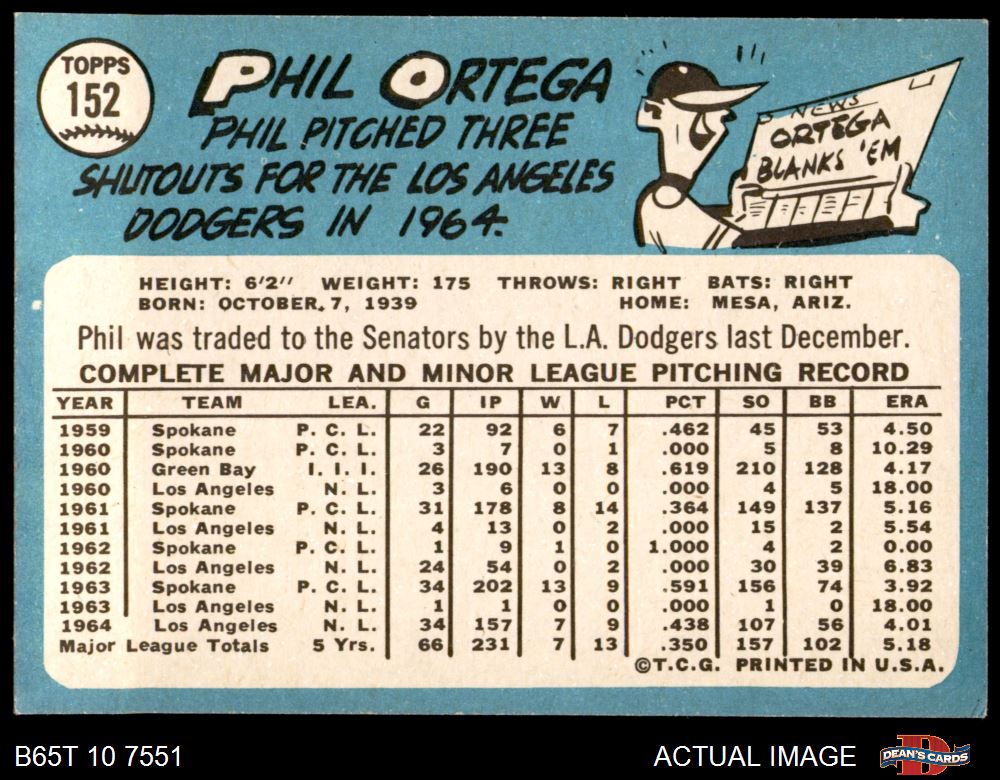 TOPPS
152
PHIL ORTEGA
PHIL PITCHED THREE
SHUTOUTS FOR THE LOS ANGELES
DODGERS IN 1964.
NEWS
ORTEGA
BLANKS 'EM
HEIGHT: 6'2" WEIGHT: 175 THROWS: RIGHT BATS: RIGHT
BORN: OCTOBER, 7, 1939 HOME: MESA, ARIZ.
Phil was traded to the Senators by the L.A. Dodgers last December.
COMPLETE MAJOR AND MINOR LEAGUE PITCHING RECORD
YEAR TEAM LEA. G IP W L PCT SO BB ERA
1959 Spokane P. C. L. 22 92 6 7 .462 45 53 4.50
1960 Spokane P. C. L. 3 7 0 1 .000 5 8 10.29
1960 Green Bay I. I. I. 26 190 13 8 .619 210 128 4.17
1960 Los Angeles N. L. 3 6 0 0 .000 4 5 18.00
1961 Spokane P. C. L. 31 178 8 14 .364 149 137 5.16
1961 Los Angeles N. L. 4 13 0 2 .000 15 2 5.54
1962 Spokane P. C. L. 1 9 1 0 1.000 4 2 0.00
1962 Los Angeles N. L. 24 54 0 2 .000 30 39 6.83
1963 Spokane P. C. L. 34 202 13 9 .591 156 74 3.92
1963 Los Angeles N. L. 1 1 0 0 .000 1 0 18.00
1964 Los Angeles N. L. 34 157 7 9 .438 107 56 4.01
Major League Totals 5 Yrs. 66 231 7 13 .350 157 102 5.18
©T.C.G. PRINTED IN U.S.A.
B65T 10 7551 ACTUAL IMAGE DEAN'S CARDS